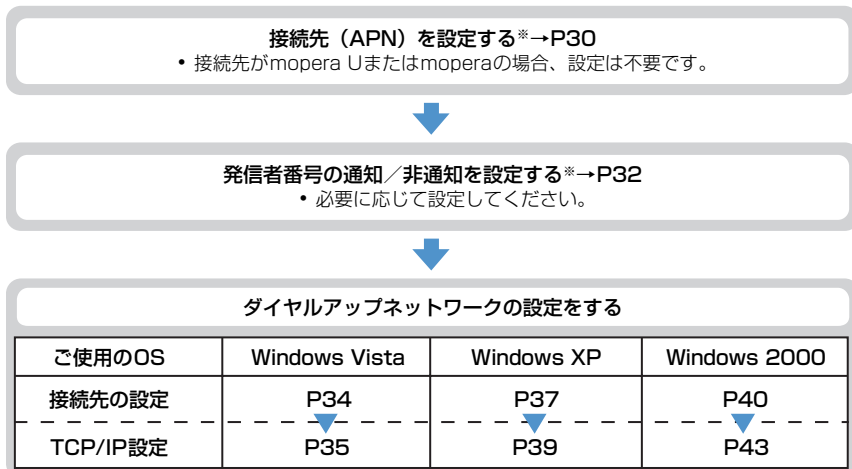 接続先（APN）を設定する※→P30
• 接続先がmopera Uまたはmoperaの場合、設定は不要です。
発信者番号の通知／非通知を設定する※→P32
• 必要に応じて設定してください。
ダイヤルアップネットワークの設定をする
ご使用のOS Windows Vista Windows XP Windows 2000
接続先の設定 P34 P37 P40
TCP/IP設定 P35 P39 P43